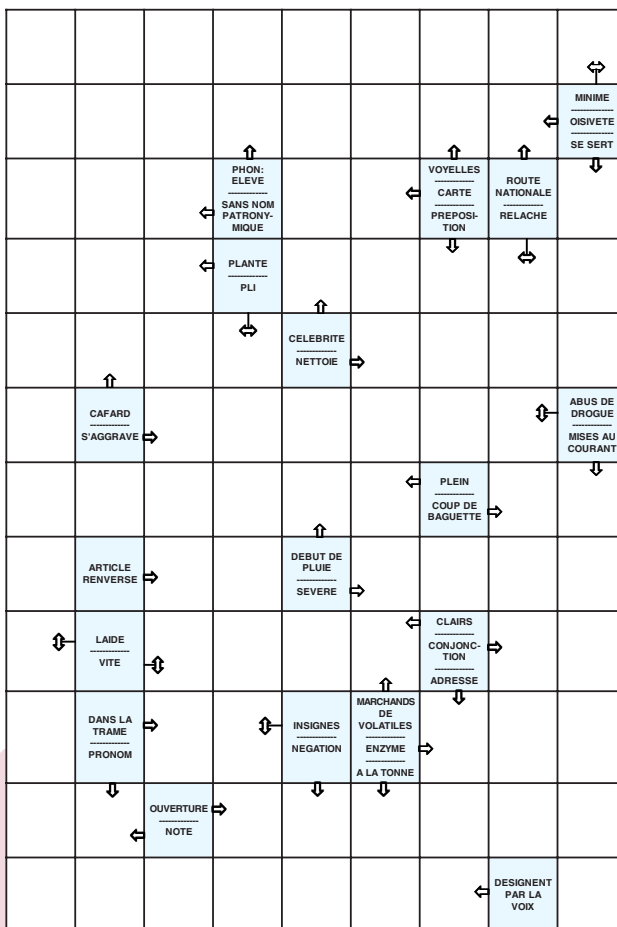 MINIME
-------------
OISIVETE
-------------
SE SERT
PHON:
ELEVE
-------------
SANS NOM
PATRONY-
MIQUE
VOYELLES
-------------
CARTE
-------------
PREPOSI-
TION
ROUTE
NATIONALE
-------------
RELACHE
PLANTE
-------------
PLI
CELEBRITE
-------------
NETTOIE
CAFARD
-------------
S'AGGRAVE
ABUS DE
DROGUE
-------------
MISES AU
COURANT
PLEIN
-------------
COUP DE
BAGUETTE
ARTICLE
RENVERSE
DEBUT DE
PLUIE
-------------
SEVERE
LAIDE
-------------
VITE
CLAIRS
-------------
CONJONC-
TION
-------------
ADRESSE
DANS LA
TRAME
-------------
PRONOM
INSIGNES
-------------
NEGATION
MARCHANDS
DE
VOLATILES
-------------
ENZYME
-------------
A LA TONNE
OUVERTURE
-------------
NOTE
DESIGNENT
PAR LA
VOIX